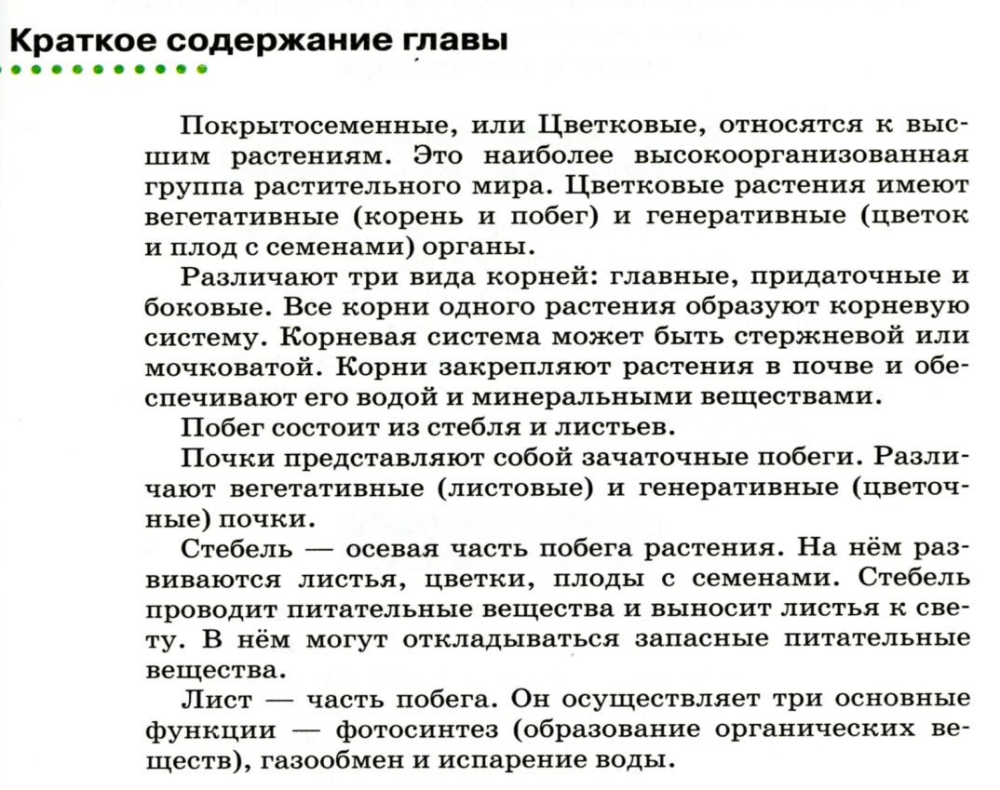 Краткое содержание главы
Покрытосеменные, или Цветковые, относятся к выс-
шим растениям. Это наиболее высокоорганизованная
группа растительного мира. Цветковые растения имеют
вегетативные (корень и побег) и генеративные (цветок
и плод с семенами) органы.
Различают три вида корней: главные, придаточные и
боковые. Все корни одного растения образуют корневую
систему. Корневая система может быть стержневой или
мочковатой. Корни закрепляют растения в почве и обе-
спечивают его водой и минеральными веществами.
Побег состоит из стебля и листьев.
Почки представляют собой зачаточные побеги. Разли-
чают вегетативные (листовые) и генеративные (цветоч-
ные) почки.
Стебель — осевая часть побега растения. На нём раз-
виваются листья, цветки, плоды с семенами. Стебель
проводит питательные вещества и выносит листья к све-
ту. В нём могут откладываться запасные питательные
вещества.
Лист — часть побега. Он осуществляет три основные
функции — фотосинтез (образование органических ве-
ществ), газообмен и испарение воды.